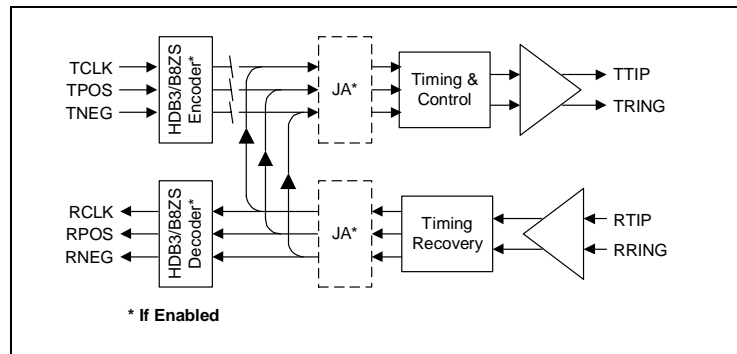 TCLK
TPOS
TNEG
HDB3/B8ZS
Encoder*
JA*
Timing &
Control
TTIP
TRING
RCLK
RPOS
RNEG
HDB3/B8ZS
Decoder*
JA*
Timing
Recovery
RTIP
RRING
* If Enabled